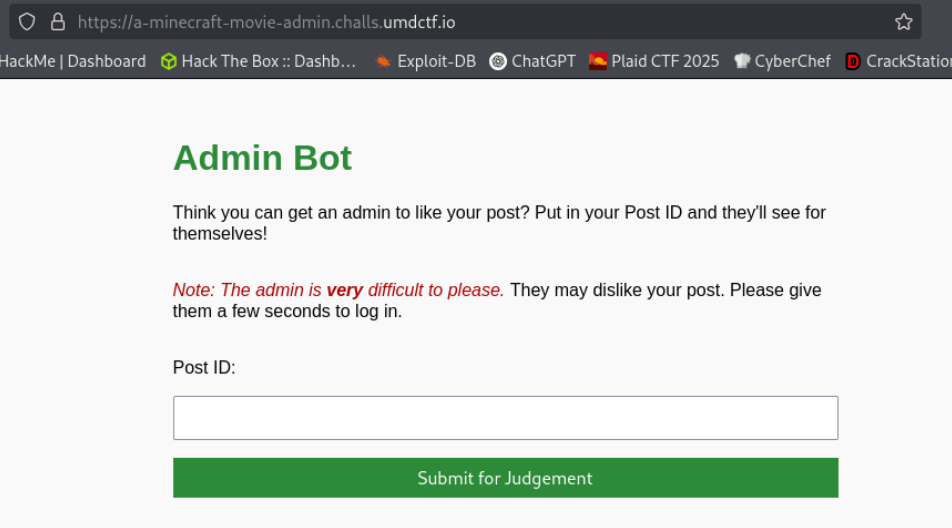 https://a-minecraft-movie-admin.challs.umdctf.io
HackMe | Dashboard Hack The Box :: Dashb... Exploit-DB ChatGPT Plaid CTF 2025 CyberChef CrackStation
Admin Bot
Think you can get an admin to like your post? Put in your Post ID and they'll see for
themselves!
Note: The admin is very difficult to please. They may dislike your post. Please give
them a few seconds to log in.
Post ID:
Submit for Judgement